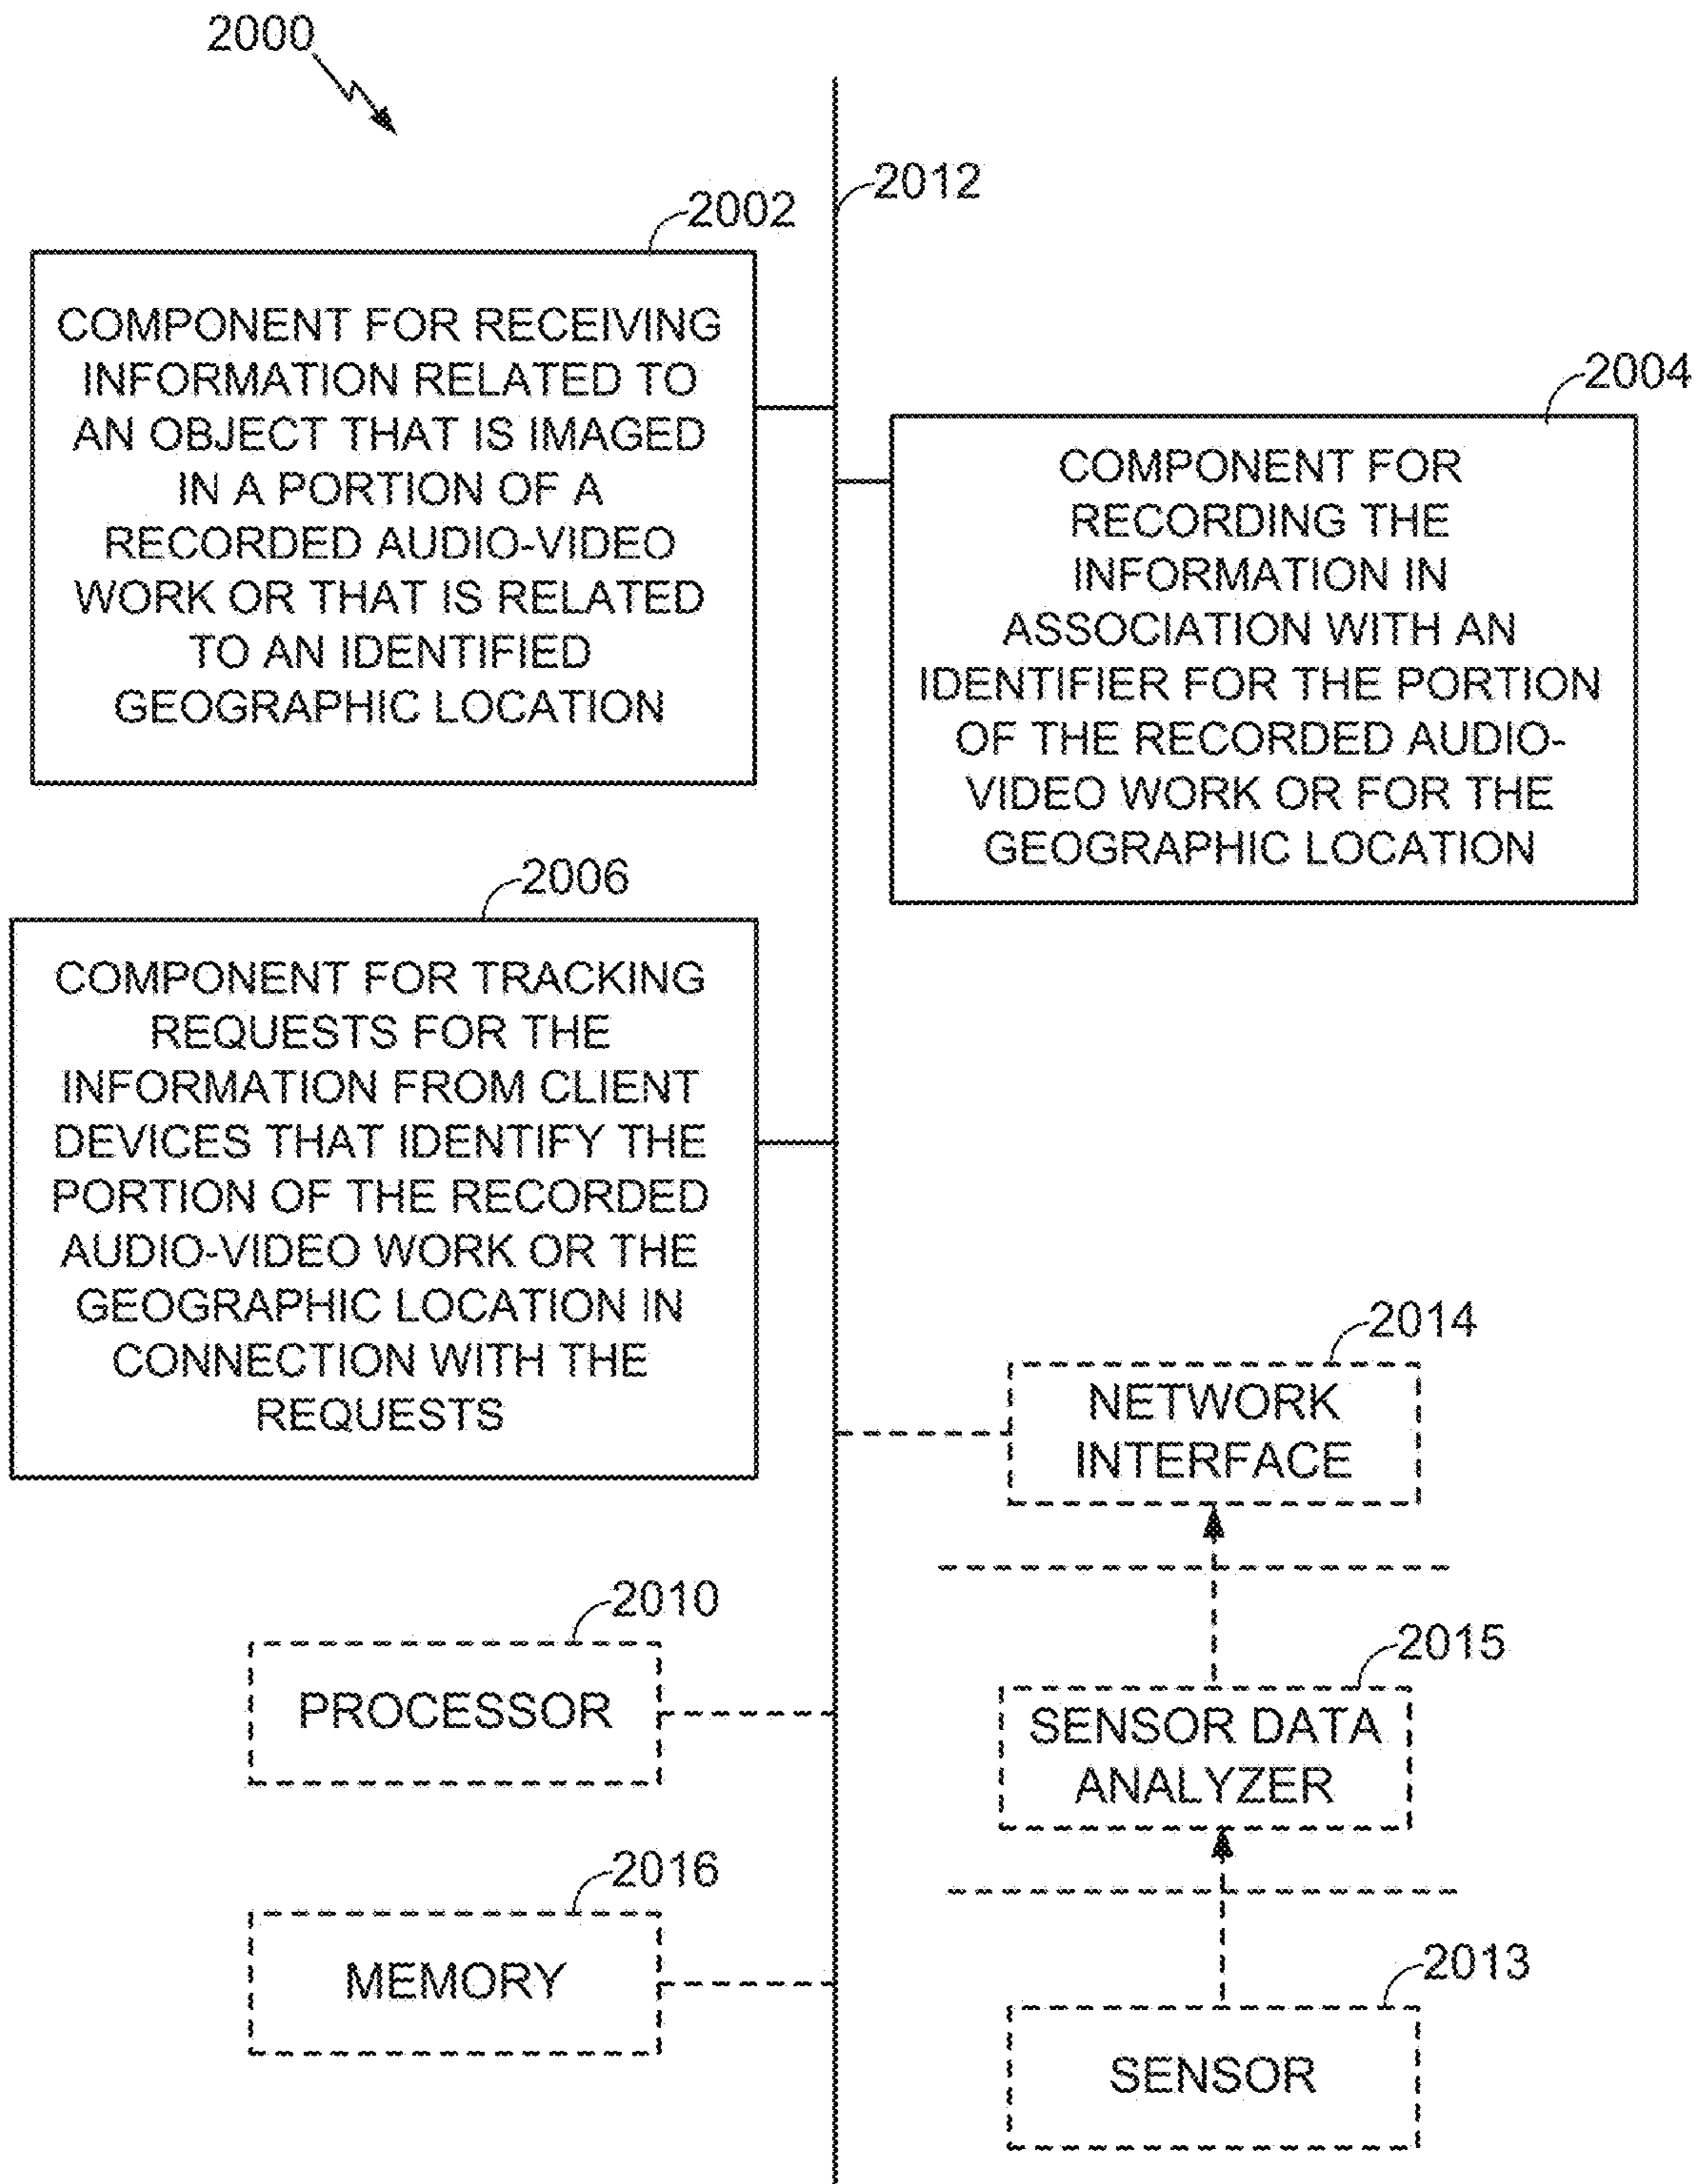 2000
2012
2002
COMPONENT FOR RECEIVING
INFORMATION RELATED TO
AN OBJECT THAT IS IMAGED
IN A PORTION OF A
RECORDED AUDIO-VIDEO
WORK OR THAT IS RELATED
TO AN IDENTIFIED
GEOGRAPHIC LOCATION
2004
COMPONENT FOR
RECORDING THE
INFORMATION IN
ASSOCIATION WITH AN
IDENTIFIER FOR THE PORTION
OF THE RECORDED AUDIO-
VIDEO WORK OR FOR THE
GEOGRAPHIC LOCATION
2006
COMPONENT FOR TRACKING
REQUESTS FOR THE
INFORMATION FROM CLIENT
DEVICES THAT IDENTIFY THE
PORTION OF THE RECORDED
AUDIO-VIDEO WORK OR THE
GEOGRAPHIC LOCATION IN
CONNECTION WITH THE
REQUESTS
2014
NETWORK
INTERFACE
2010
PROCESSOR
2015
SENSOR DATA
ANALYZER
2016
MEMORY
2013
SENSOR